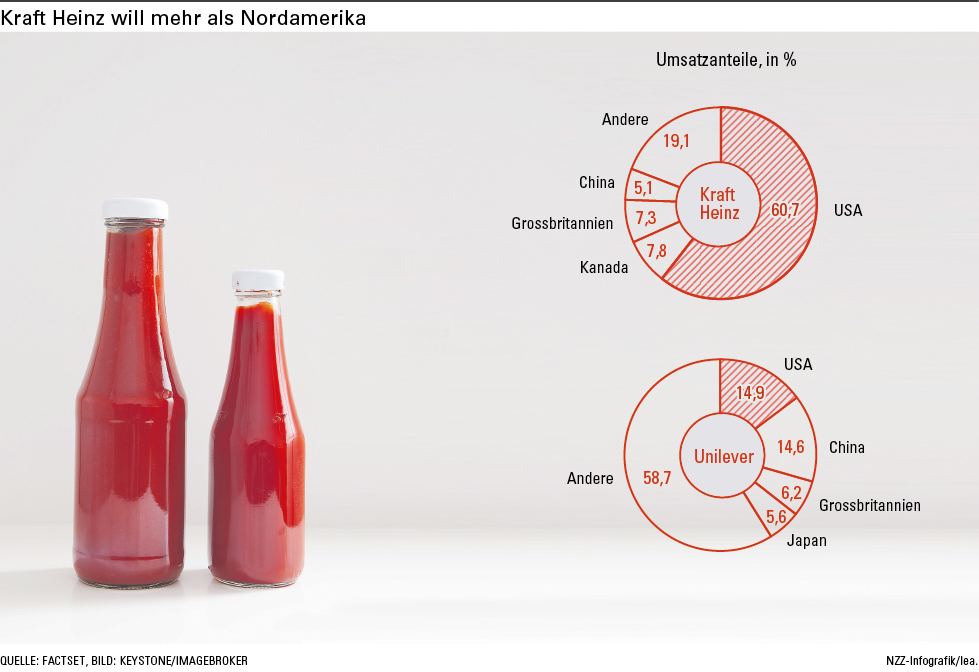 Kraft Heinz will mehr als Nordamerika
Umsatzanteile, in %
Andere
19,1
China
5,1
Grossbritannien
7,3
Kanada
7,8
Kraft
Heinz
60,7
USA
USA
14,9
14,6
China
6,2
Grossbritannien
5,6
Japan
Andere
58,7
Unilever
QUELLE: FACTSET, BILD: KEYSTONE/IMAGEBROKER
NZZ-Infografik/lea.